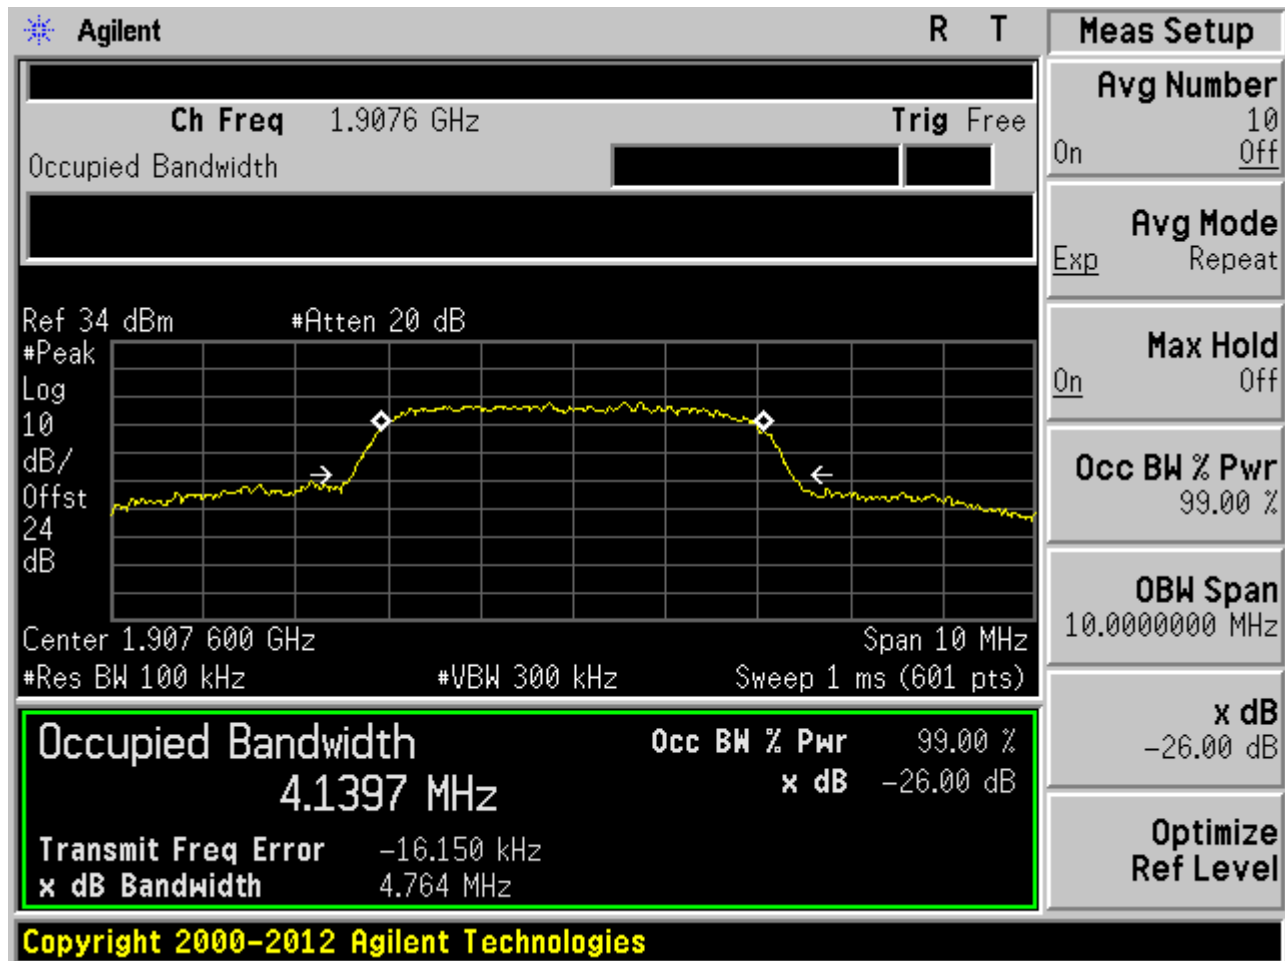 Agilent R T
Ch Freq 1.9076 GHz Trig Free
Occupied Bandwidth
Ref 34 dBm #Atten 20 dB
#Peak
Log
10
dB/
Offst
24
dB
Center 1.907 600 GHz Span 10 MHz
#Res BW 100 kHz #VBW 300 kHz Sweep 1 ms (601 pts)
Occupied Bandwidth Occ BW % Pwr 99.00 %
4.1397 MHz x dB -26.00 dB
Transmit Freq Error -16.150 kHz
x dB Bandwidth 4.764 MHz
Copyright 2000-2012 Agilent Technologies
Meas Setup
Avg Number
10
On Off
Avg Mode
Exp Repeat
Max Hold
On Off
Occ BW % Pwr
99.00 %
OBW Span
10.0000000 MHz
x dB
-26.00 dB
Optimize
Ref Level